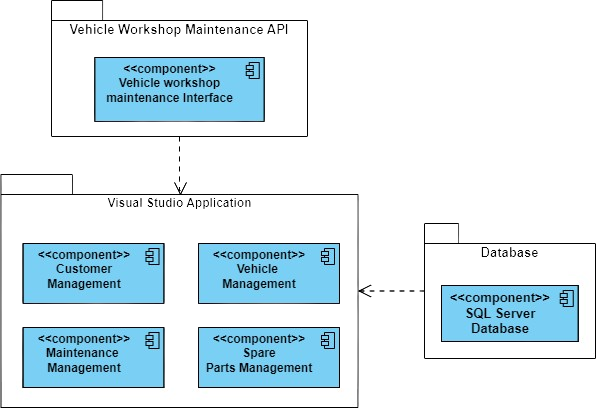 Vehicle Workshop Maintenance API
<<component>>
Vehicle workshop
maintenance Interface
Visual Studio Application
<<component>>
Customer
Management
<<component>>
Vehicle
Management
<<component>>
Maintenance
Management
<<component>>
Spare
Parts Management
Database
<<component>>
SQL Server
Database